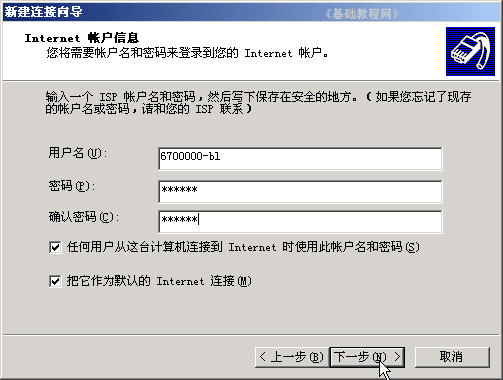 新建连接向导
《基础教程网》
Internet 帐户信息
您将需要帐户名和密码来登录到您的 Internet 帐户。
输入一个 ISP 帐户名和密码，然后写下保存在安全的地方。（如果您忘记了现存
的帐户名或密码，请和您的 ISP 联系）
用户名(U):
6700000-bl
密码(P):
******
确认密码(C):
******
任何用户从这台计算机连接到 Internet 时使用此帐户名和密码(S)
把它作为默认的 Internet 连接(M)
< 上一步(B)
下一步(N) >
取消